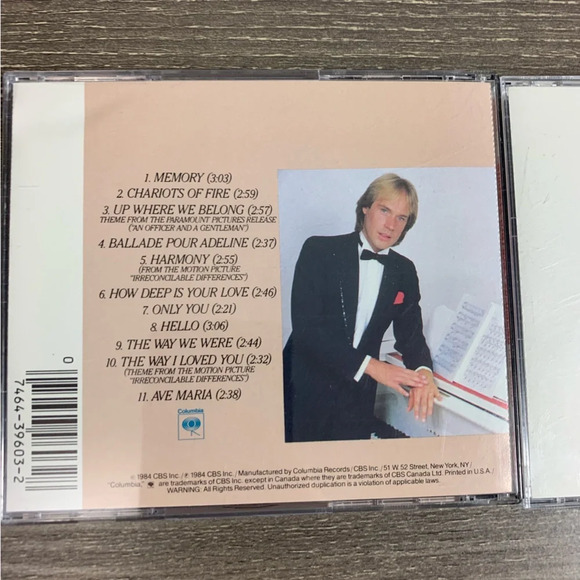 1. MEMORY (3:03)
2. CHARIOTS OF FIRE (2:59)
3. UP WHERE WE BELONG (2:57)
THEME FROM THE PARAMOUNT PICTURES RELEASE
("AN OFFICER AND A GENTLEMAN")
4. BALLADE POUR ADELINE (2:37)
5. HARMONY (2:55)
(FROM THE MOTION PICTURE
"IRRECONCILABLE DIFFERENCES")
6. HOW DEEP IS YOUR LOVE (2:46)
7. ONLY YOU (2:21)
8. HELLO (3:06)
9. THE WAY WE WERE (2:44)
10. THE WAY I LOVED YOU (2:32)
(THEME FROM THE MOTION PICTURE
"IRRECONCILABLE DIFFERENCES")
11. AVE MARIA (2:38)
Columbia
0
7464-39603-2
© 1984 CBS Inc./ ℗ 1984 CBS Inc./ Manufactured by Columbia Records/CBS Inc./ 51 W. 52 Street, New York, NY/
"Columbia," are trademarks of CBS Inc. except in Canada where they are trademarks of CBS Canada Ltd. Printed in U.S.A./
WARNING: All Rights Reserved. Unauthorized duplication is a violation of applicable laws.